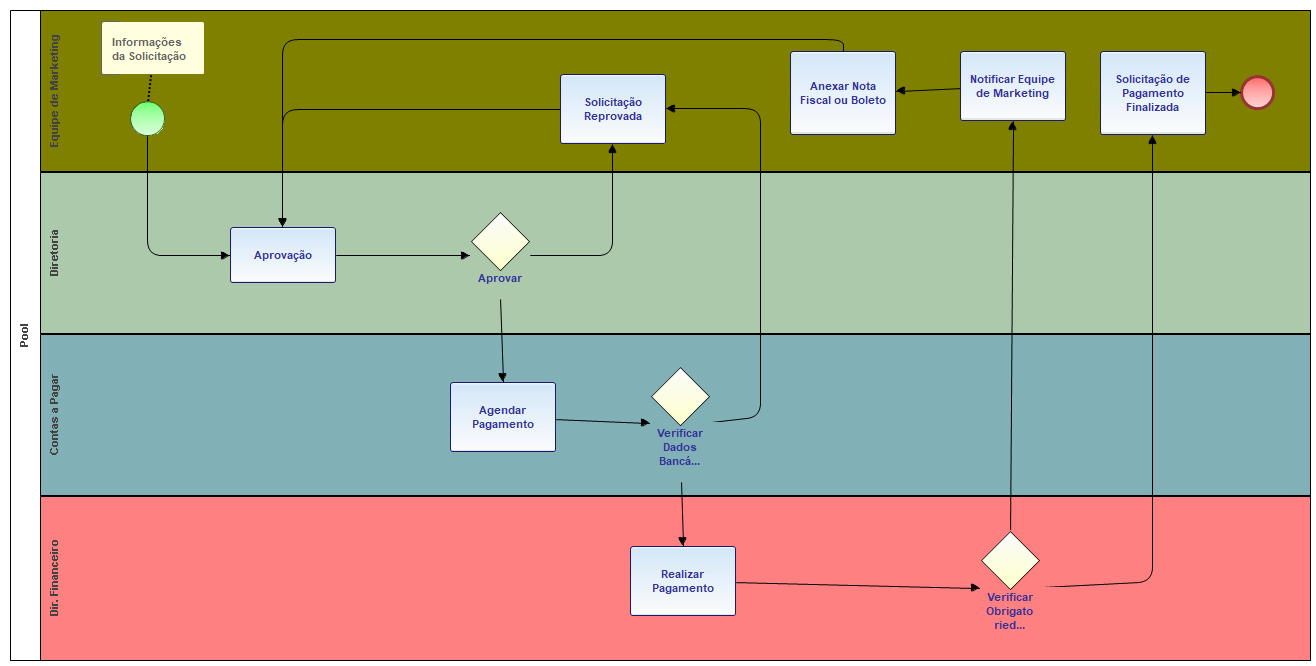 Pool
Equipe de Marketing
Informações
da Solicitação
Solicitação
Reprovada
Anexar Nota
Fiscal ou Boleto
Notificar Equipe
de Marketing
Solicitação de
Pagamento
Finalizada
Diretoria
Aprovação
Aprovar
Contas a Pagar
Agendar
Pagamento
Verificar
Dados
Bancá...
Dir. Financeiro
Realizar
Pagamento
Verificar
Obrigato
ried...